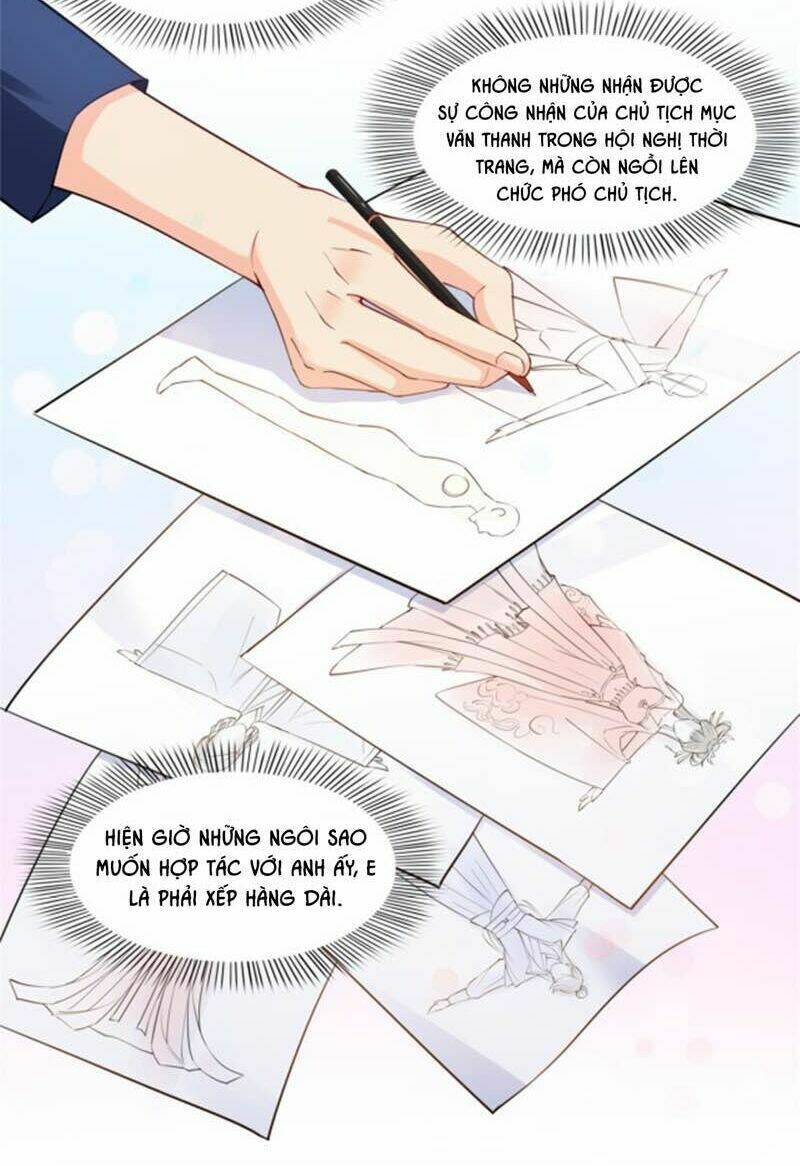 KHÔNG NHỮNG NHẬN ĐƯỢC
SỰ CÔNG NHẬN CỦA CHỦ TỊCH MỤC
VĂN THANH TRONG HỘI NGHỊ THỜI
TRANG, MÀ CÒN NGỒI LÊN
CHỨC PHÓ CHỦ TỊCH.
HIỆN GIỜ NHỮNG NGÔI SAO
MUỐN HỢP TÁC VỚI ANH ẤY, E
LÀ PHẢI XẾP HÀNG DÀI.